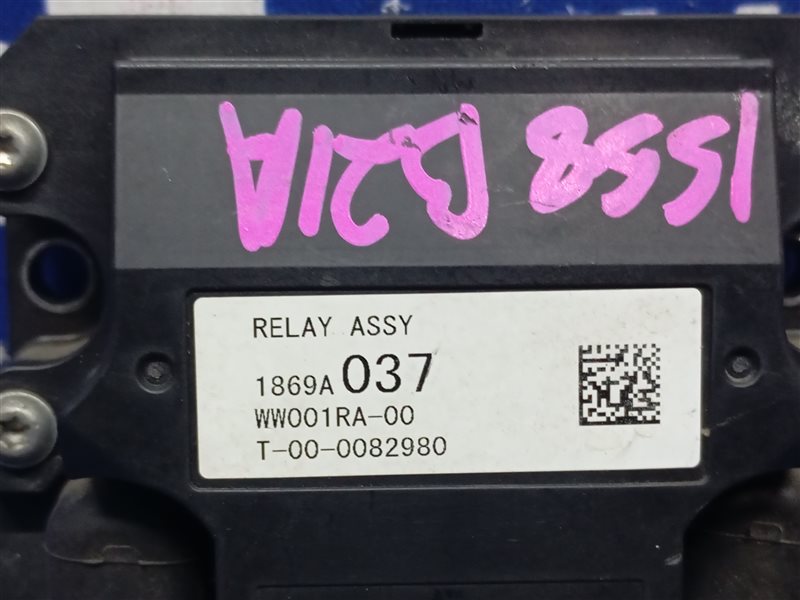 1558 B21A
RELAY ASSY
1869A 037
WW001RA-00
T-00-0082980